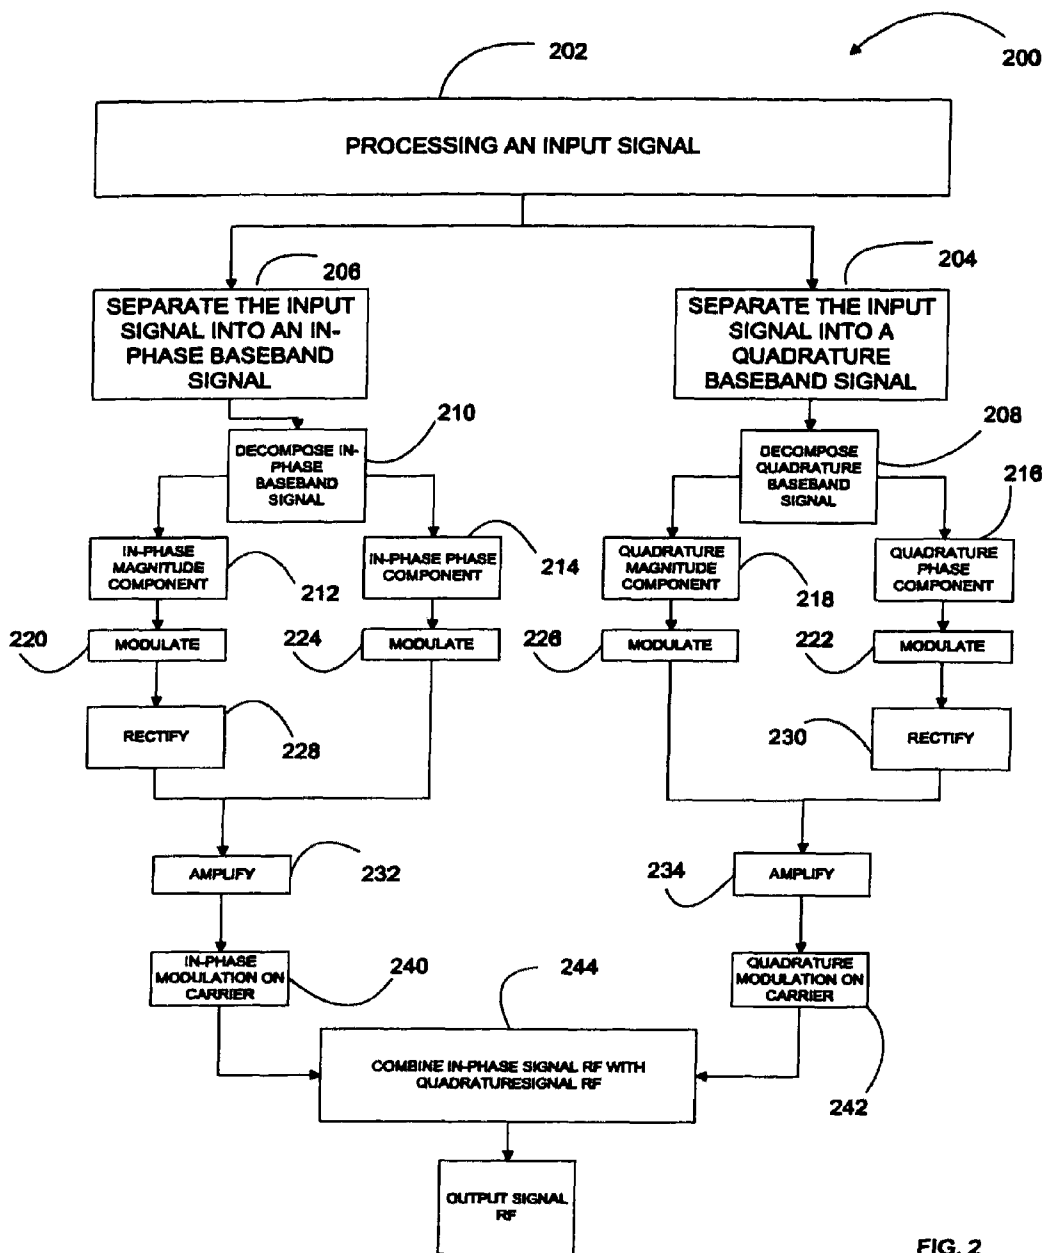 202
200
PROCESSING AN INPUT SIGNAL
206
204
SEPARATE THE INPUT
SIGNAL INTO AN IN-
PHASE BASEBAND
SIGNAL
SEPARATE THE INPUT
SIGNAL INTO A
QUADRATURE
BASEBAND SIGNAL
210
208
DECOMPOSE IN-
PHASE
BASEBAND
SIGNAL
DECOMPOSE
QUADRATURE
BASEBAND
SIGNAL
216
IN-PHASE
MAGNITUDE
COMPONENT
212
IN-PHASE PHASE
COMPONENT
214
QUADRATURE
MAGNITUDE
COMPONENT
218
QUADRATURE
PHASE
COMPONENT
220
MODULATE
224
MODULATE
226
MODULATE
222
MODULATE
RECTIFY
228
230
RECTIFY
AMPLIFY
232
234
AMPLIFY
IN-PHASE
MODULATION ON
CARRIER
240
244
QUADRATURE
MODULATION ON
CARRIER
COMBINE IN-PHASE SIGNAL RF WITH
QUADRATURESIGNAL RF
242
OUTPUT SIGNAL
RF
FIG. 2